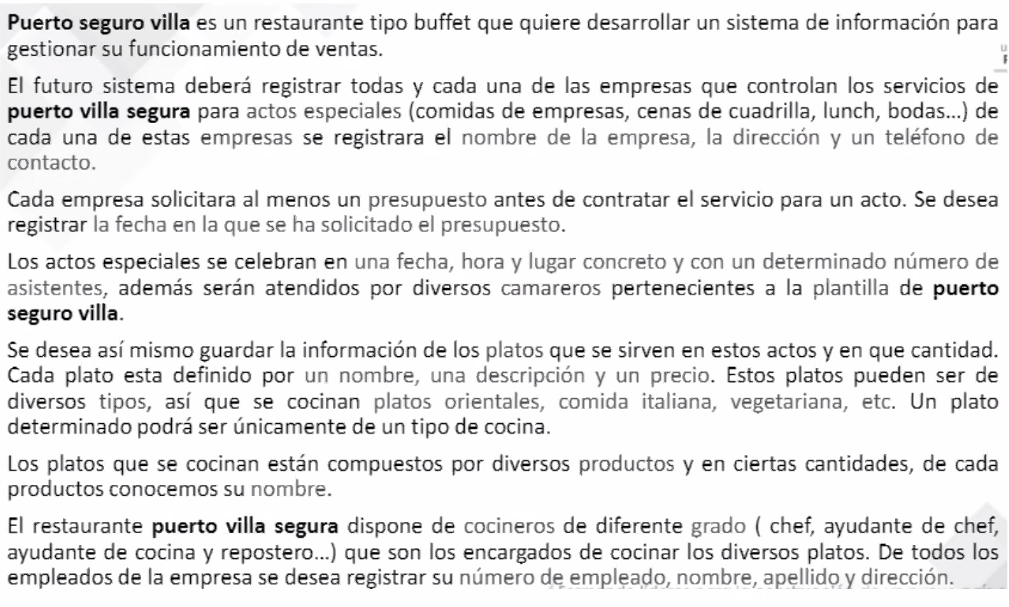 Puerto seguro villa es un restaurante tipo buffet que quiere desarrollar un sistema de información para
gestionar su funcionamiento de ventas.
El futuro sistema deberá registrar todas y cada una de las empresas que controlan los servicios de
puerto villa segura para actos especiales (comidas de empresas, cenas de cuadrilla, lunch, bodas...) de
cada una de estas empresas se registrara el nombre de la empresa, la dirección y un teléfono de
contacto.
Cada empresa solicitara al menos un presupuesto antes de contratar el servicio para un acto. Se desea
registrar la fecha en la que se ha solicitado el presupuesto.
Los actos especiales se celebran en una fecha, hora y lugar concreto y con un determinado número de
asistentes, además serán atendidos por diversos camareros pertenecientes a la plantilla de puerto
seguro villa.
Se desea así mismo guardar la información de los platos que se sirven en estos actos y en que cantidad.
Cada plato esta definido por un nombre, una descripción y un precio. Estos platos pueden ser de
diversos tipos, así que se cocinan platos orientales, comida italiana, vegetariana, etc. Un plato
determinado podrá ser únicamente de un tipo de cocina.
Los platos que se cocinan están compuestos por diversos productos y en ciertas cantidades, de cada
productos conocemos su nombre.
El restaurante puerto villa segura dispone de cocineros de diferente grado ( chef, ayudante de chef,
ayudante de cocina y repostero...) que son los encargados de cocinar los diversos platos. De todos los
empleados de la empresa se desea registrar su número de empleado, nombre, apellido y dirección.